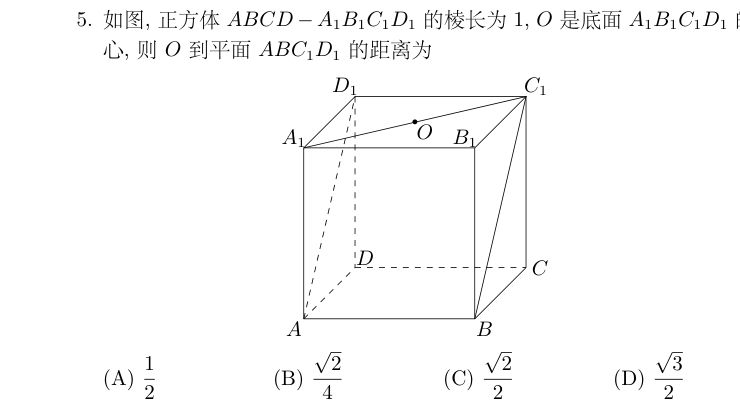 5. 如图, 正方体 ABCD − A₁B₁C₁D₁ 的棱长为 1, O 是底面 A₁B₁C₁D₁
心, 则 O 到平面 ABC₁D₁ 的距离为
D₁ C₁
O
A₁ B₁
D C
A B
(A) 1/2 (B) √2/4 (C) √2/2 (D) √3/2